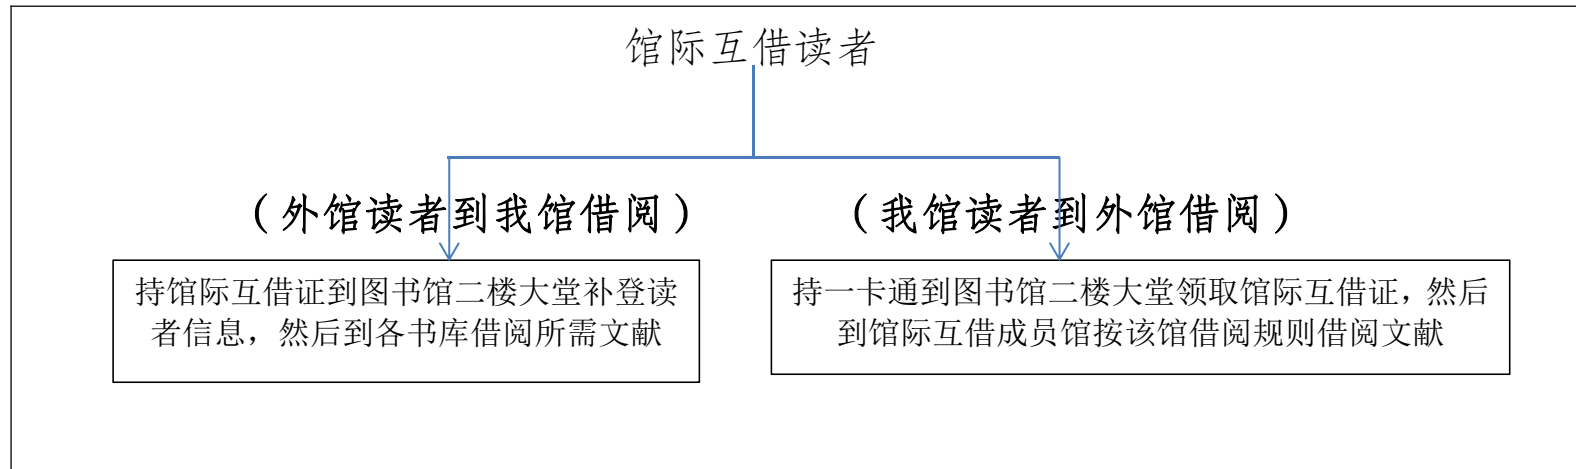 馆际互借读者
（外馆读者到我馆借阅）
（我馆读者到外馆借阅）
持馆际互借证到图书馆二楼大堂补登读
者信息，然后到各书库借阅所需文献
持一卡通到图书馆二楼大堂领取馆际互借证，然后
到馆际互借成员馆按该馆借阅规则借阅文献